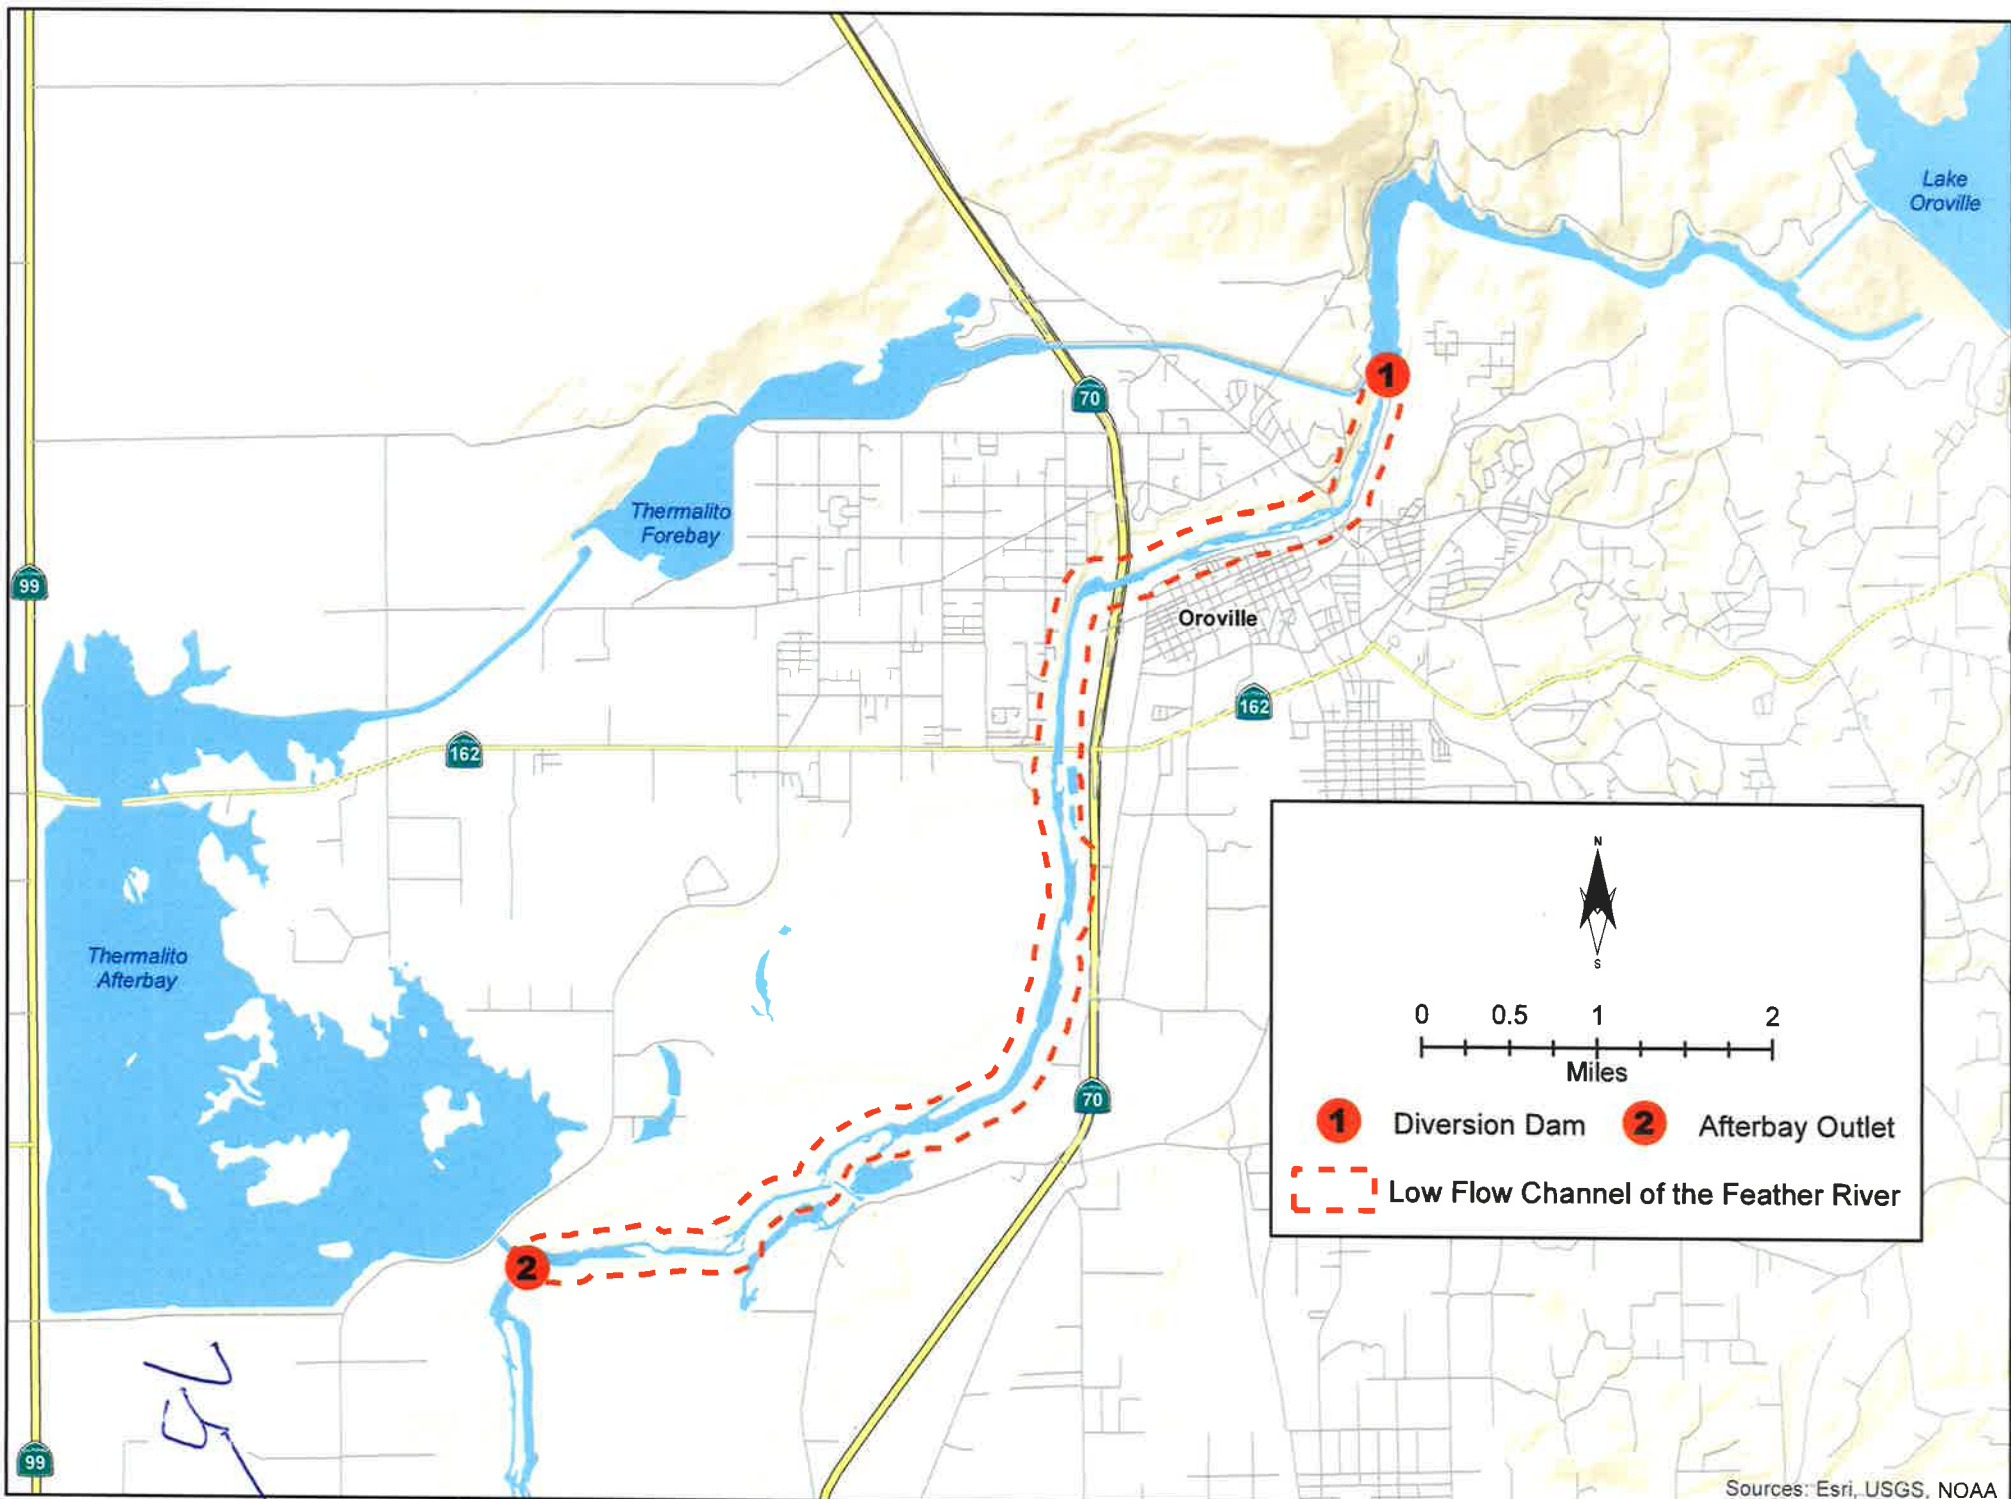 Lake
Oroville
70
1
Thermalito
Forebay
99
Oroville
162
162
Thermalito
Afterbay
N
S
0 0.5 1 2
Miles
70
1 Diversion Dam 2 Afterbay Outlet
Low Flow Channel of the Feather River
2
99
Sources: Esri, USGS, NOAA